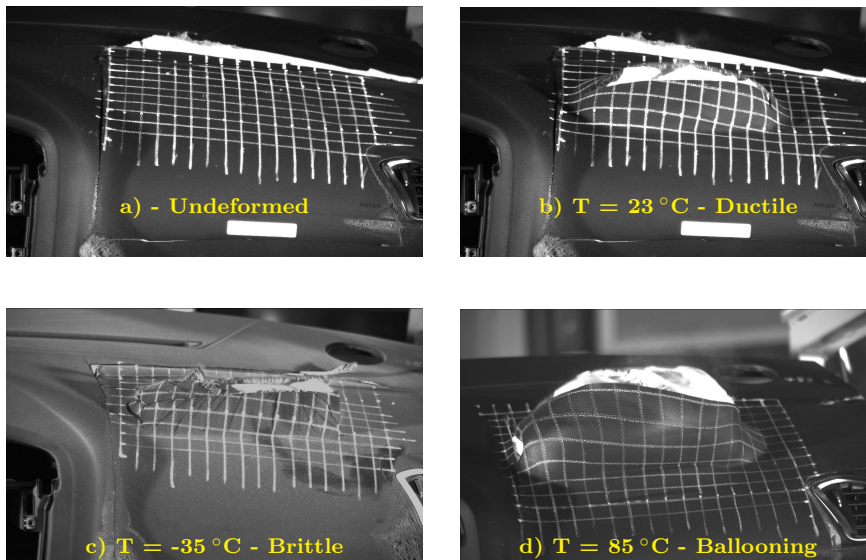 a) - Undeformed
b) T = 23 °C - Ductile
c) T = -35 °C - Brittle
d) T = 85 °C - Ballooning